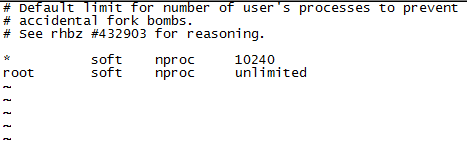 # Default limit for number of user's processes to prevent
# accidental fork bombs.
# See rhbz #432903 for reasoning.
* soft nproc 10240
root soft nproc unlimited
~
~
~
~
~